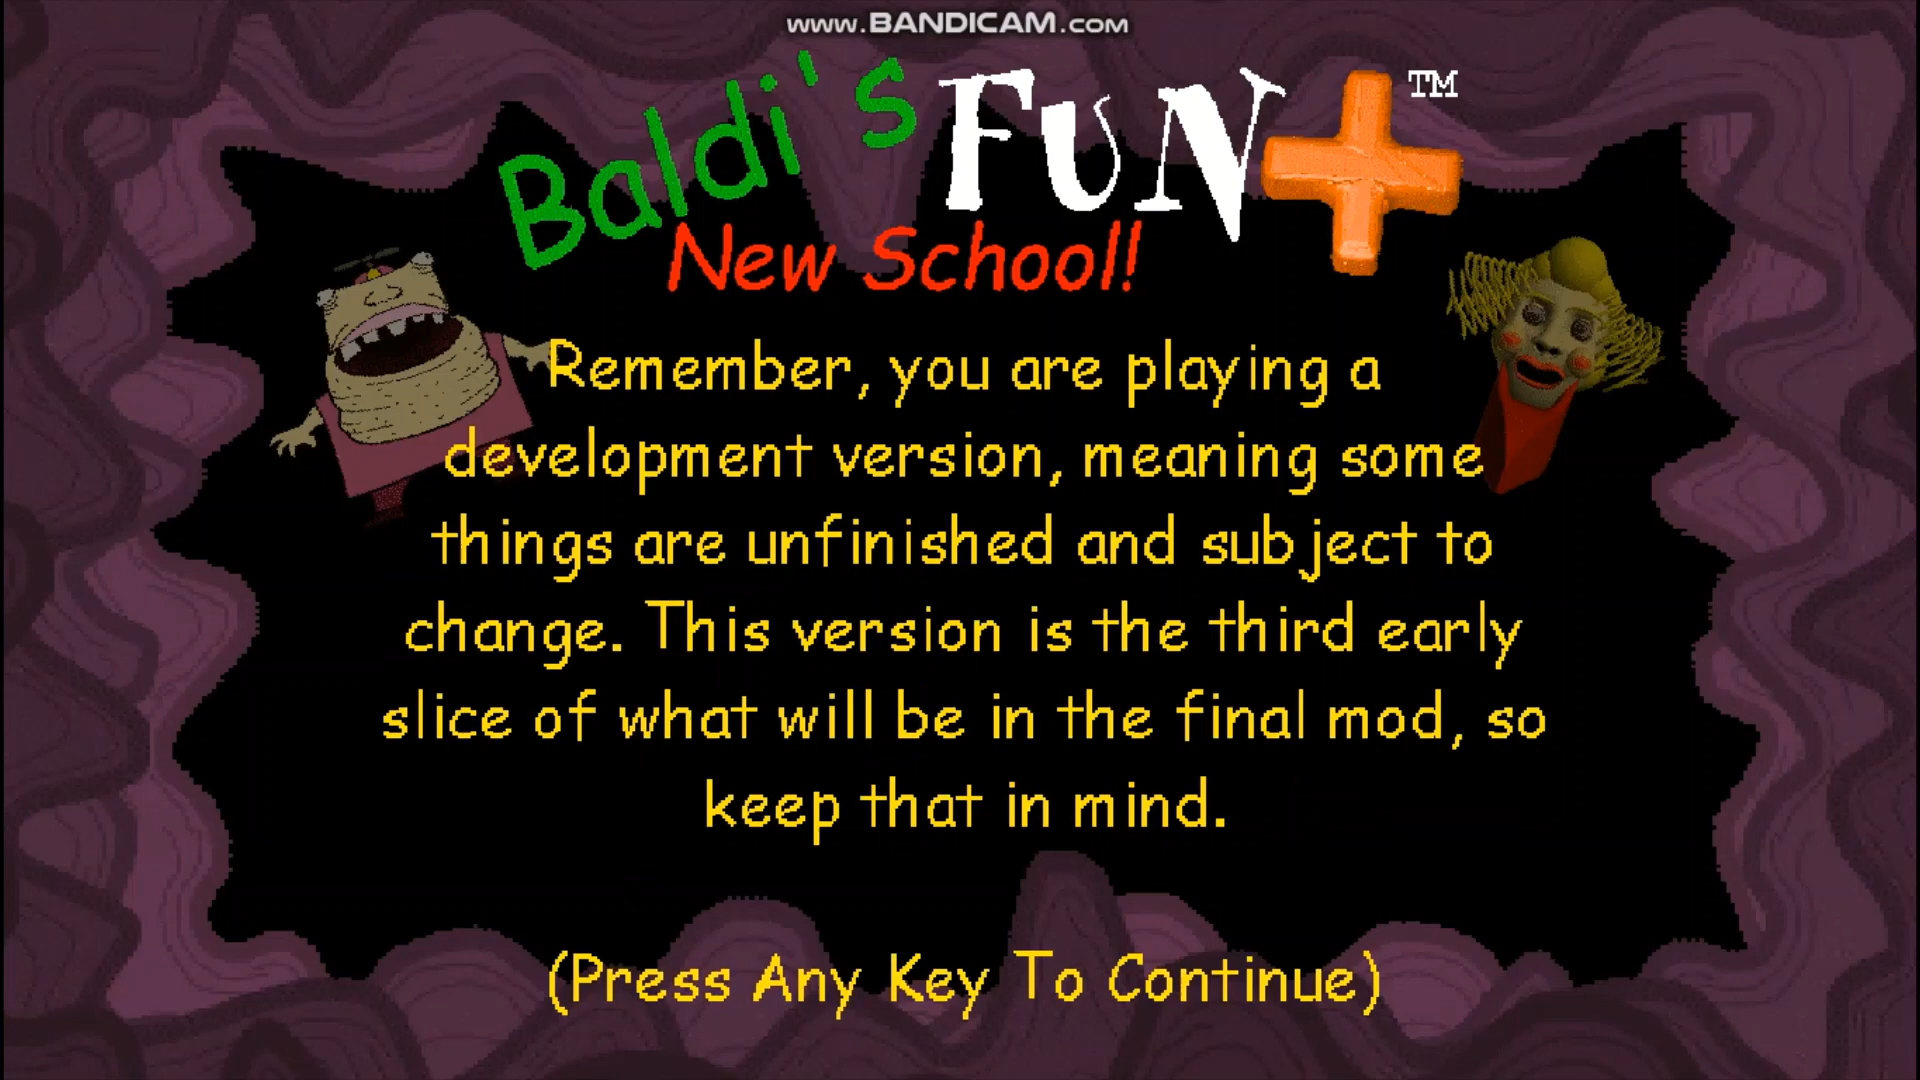 www.BANDICAM.com
Baldi's FUN TM
New School!
Remember, you are playing a
development version, meaning some
things are unfinished and subject to
change. This version is the third early
slice of what will be in the final mod, so
keep that in mind.
(Press Any Key To Continue)